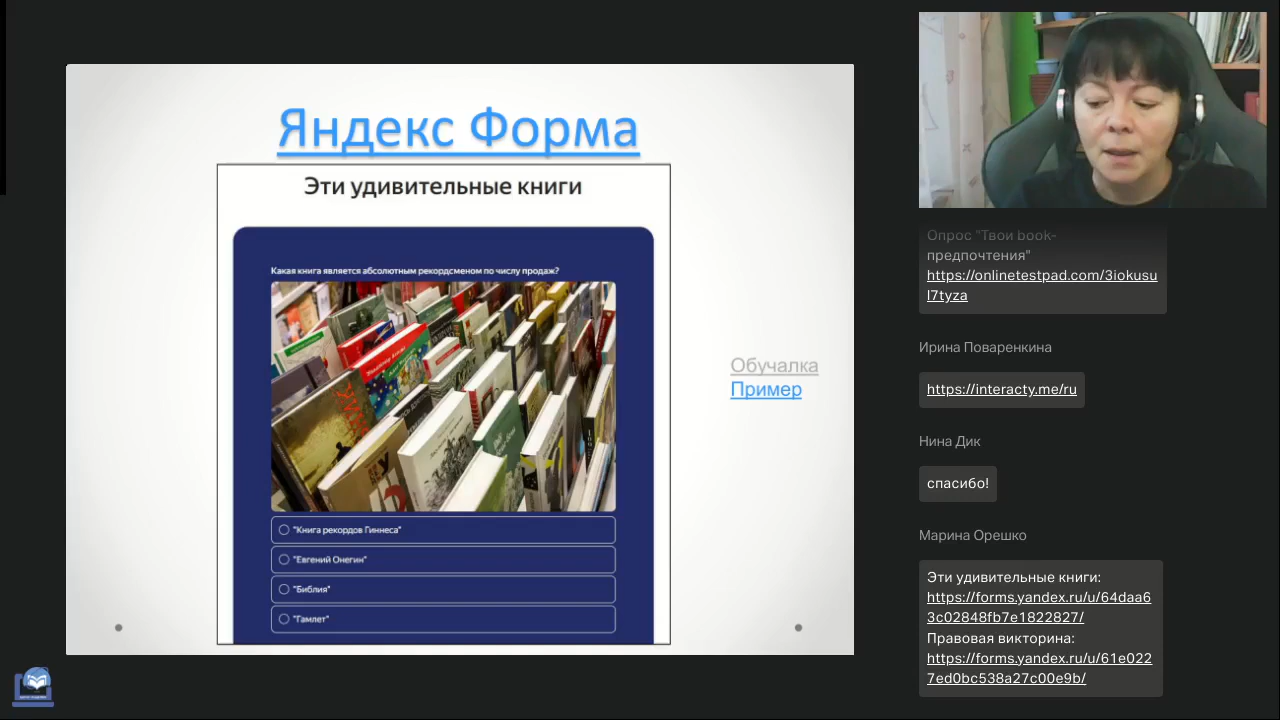 Яндекс Форма
Эти удивительные книги
Какая книга является абсолютным рекордсменом по числу продаж?
"Книга рекордов Гиннеса"
"Евгений Онегин"
"Библия"
"Гамлет"
Обучалка
Пример
Опрос "Твои book-
предпочтения"
https://onlinetestpad.com/3iokusu
l7tyza
Ирина Поваренкина
https://interacty.me/ru
Нина Дик
спасибо!
Марина Орешко
Эти удивительные книги:
https://forms.yandex.ru/u/64daa6
3c02848fb7e1822827/
Правовая викторина:
https://forms.yandex.ru/u/61e022
7ed0bc538a27c00e9b/